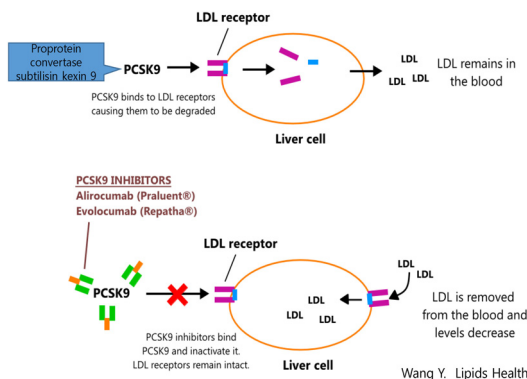 Proprotein
convertase
subtilisin kexin 9
PCSK9
LDL receptor
PCSK9 binds to LDL receptors
causing them to be degraded
Liver cell
LDL
LDL LDL
LDL remains in
the blood
PCSK9 INHIBITORS
Alirocumab (Praluent®)
Evolocumab (Repatha®)
PCSK9
LDL receptor
PCSK9 inhibitors bind
PCSK9 and inactivate it.
LDL receptors remain intact.
LDL
LDL LDL
Liver cell
LDL
LDL
LDL is removed
from the blood and
levels decrease
Wang Y. Lipids Health